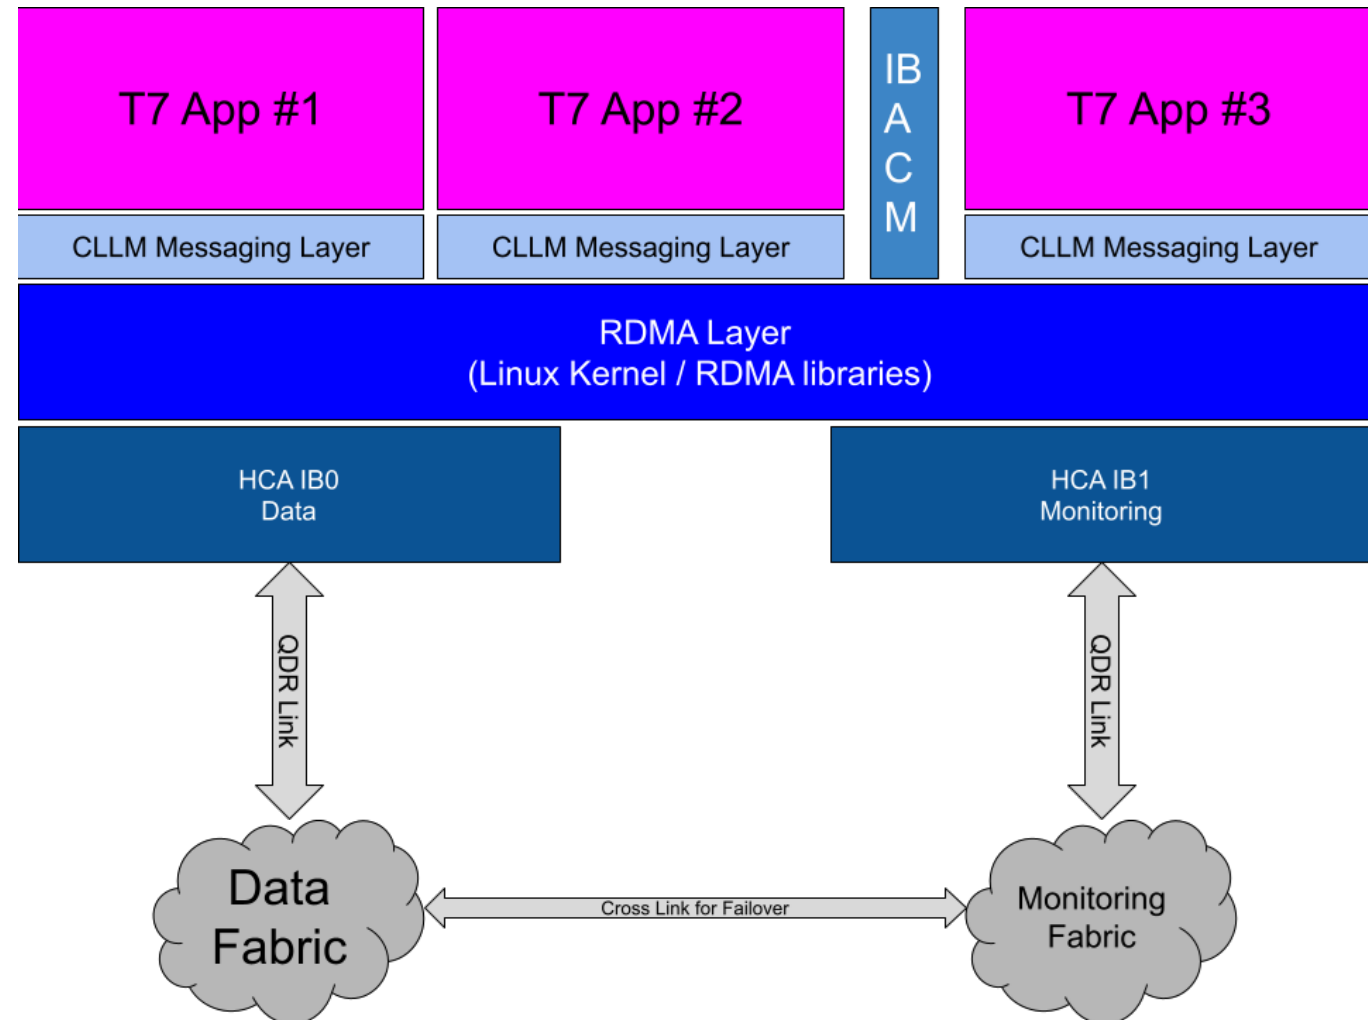 T7 App #1
T7 App #2
IB
A
C
M
T7 App #3
CLLM Messaging Layer
CLLM Messaging Layer
CLLM Messaging Layer
RDMA Layer
(Linux Kernel / RDMA libraries)
HCA IB0
Data
HCA IB1
Monitoring
QDR Link
QDR Link
Data
Fabric
Cross Link for Failover
Monitoring
Fabric